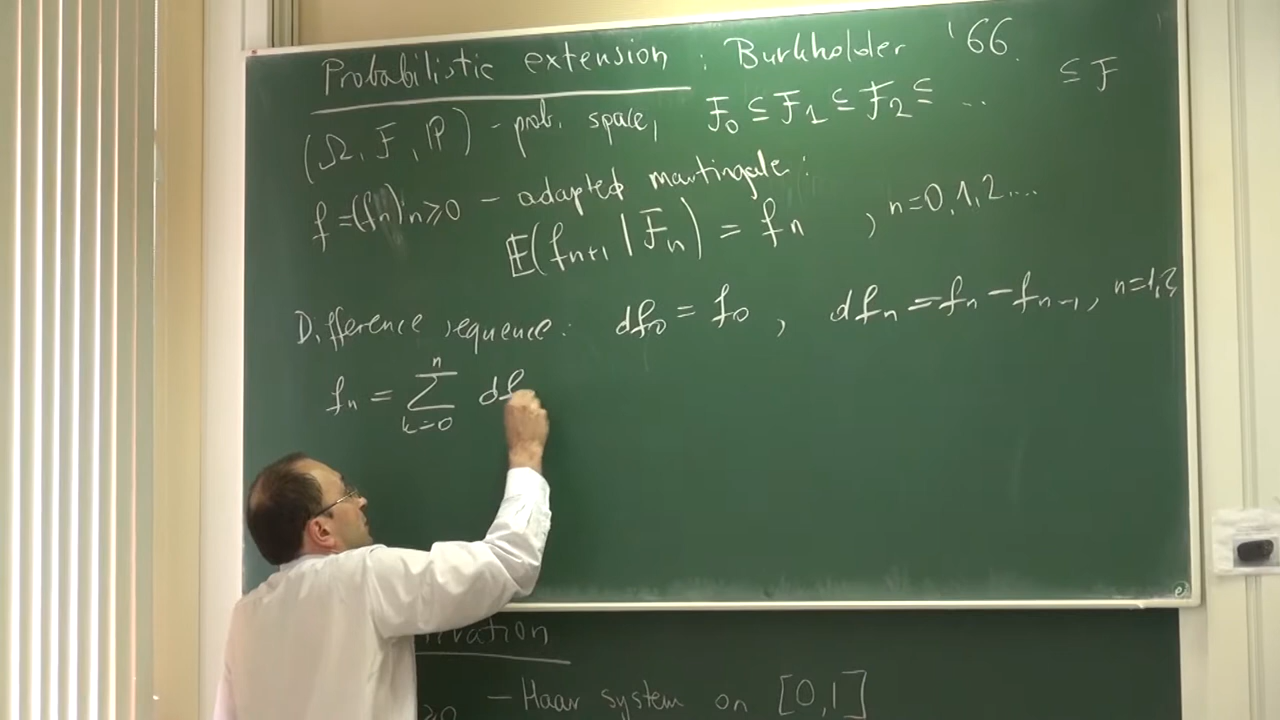 Probabilistic extension : Burkholder '66.
(Ω, F, ℙ) - prob. space, F₀ ⊆ F₁ ⊆ F₂ ⊆ ... ⊆ F
f = (fₙ)n≥0 - adapted martingale:
𝔼(fₙ₊₁ | Fₙ) = fₙ , n=0,1,2...
Difference sequence: df₀ = f₀ , dfₙ = fₙ - fₙ₋₁, n=1,2
fₙ = ∑ₖ₌₀ⁿ df
≥0 - Haar system on [0,1]